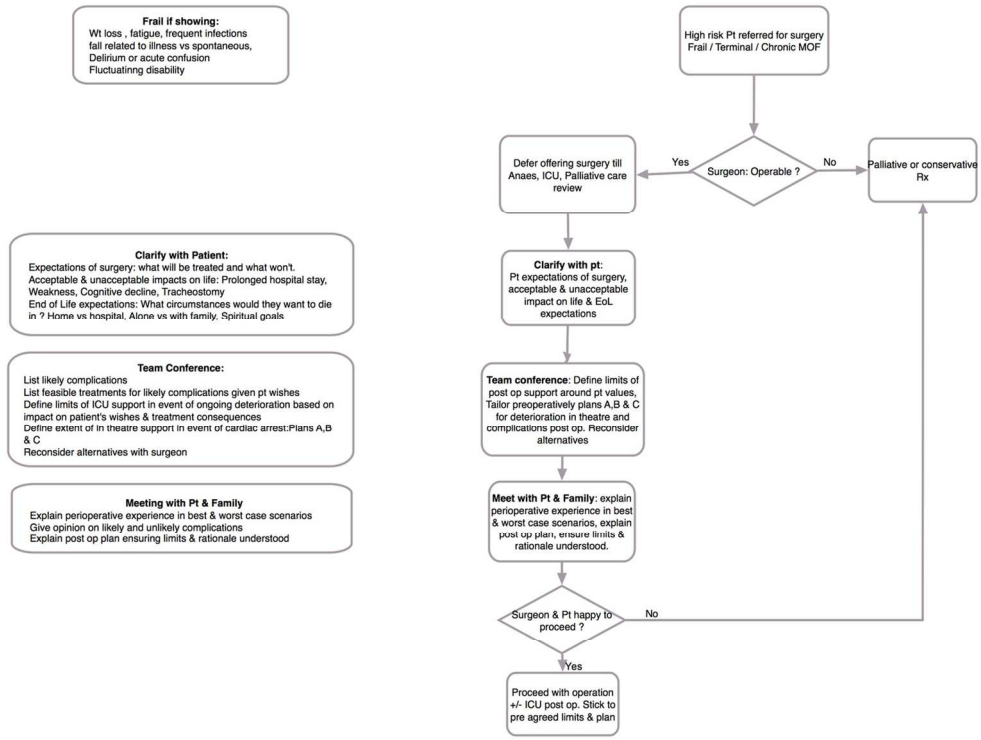 Frail if showing:
Wt loss , fatigue, frequent infections
fall related to illness vs spontaneous,
Delirium or acute confusion
Fluctuatinng disability
High risk Pt referred for surgery
Frail / Terminal / Chronic MOF
Surgeon: Operable ?
Yes
No
Defer offering surgery till
Anaes, ICU, Palliative care
review
Palliative or conservative
Rx
Clarify with Patient:
Expectations of surgery: what will be treated and what won't.
Acceptable & unacceptable impacts on life: Prolonged hospital stay,
Weakness, Cognitive decline, Tracheostomy
End of Life expectations: What circumstances would they want to die
in ? Home vs hospital, Alone vs with family, Spiritual goals
Clarify with pt:
Pt expectations of surgery,
acceptable & unacceptable
impact on life & EoL
expectations
Team Conference:
List likely complications
List feasible treatments for likely complications given pt wishes
Define limits of ICU support in event of ongoing deterioration based on
impact on patient's wishes & treatment consequences
Define extent of in theatre support in event of cardiac arrest:Plans A,B
& C
Reconsider alternatives with surgeon
Team conference: Define limits of
post op support around pt values,
Tailor preoperatively plans A,B & C
for deterioration in theatre and
complications post op. Reconsider
alternatives
Meeting with Pt & Family
Explain perioperative experience in best & worst case scenarios
Give opinion on likely and unlikely complications
Explain post op plan ensuring limits & rationale understood
Meet with Pt & Family: explain
perioperative experience in best
& worst case scenarios, explain
post op plan, ensure limits &
rationale understood.
Surgeon & Pt happy to
proceed ?
No
Yes
Proceed with operation
+/- ICU post op. Stick to
pre agreed limits & plan